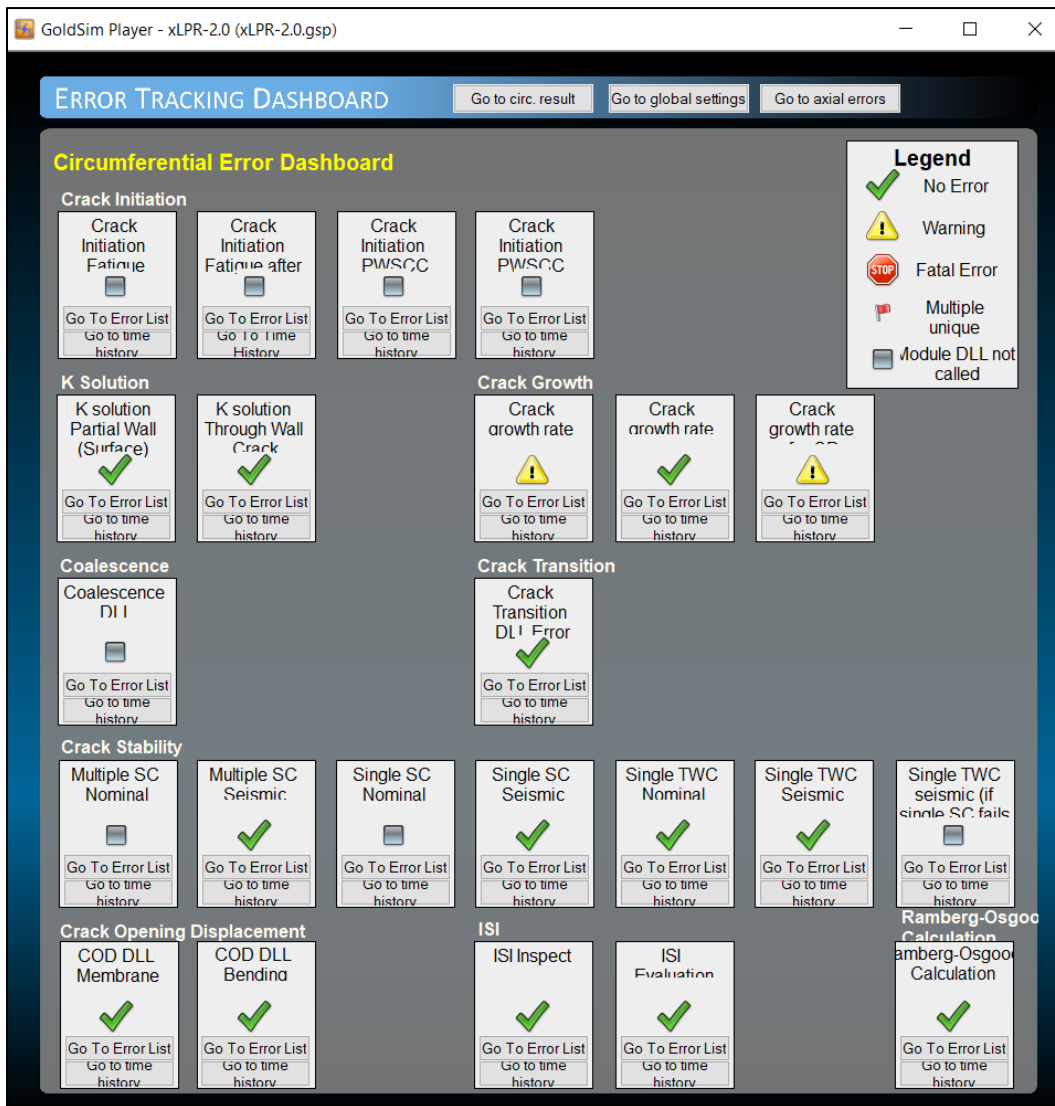 GoldSim Player - xLPR-2.0 (xLPR-2.0.gsp)
ERROR TRACKING DASHBOARD
Go to circ. result
Go to global settings
Go to axial errors
Circumferential Error Dashboard
Legend
No Error
Warning
STOP
Fatal Error
Multiple
unique
Module DLL not
called
Crack Initiation
Crack
Initiation
Fatigue
Go To Error List
Go to time
history
Crack
Initiation
Fatigue after
Go To Error List
Go To Time
History
Crack
Initiation
PWSCC
Go To Error List
Go to time
history
Crack
Initiation
PWSCC
Go To Error List
Go to time
history
K Solution
K solution
Partial Wall
(Surface)
Go To Error List
Go to time
history
K solution
Through Wall
Crack
Go To Error List
Go to time
history
Crack Growth
Crack
growth rate
Go To Error List
Go to time
history
Crack
growth rate
Go To Error List
Go to time
history
Crack
growth rate
Go To Error List
Go to time
history
Coalescence
Coalescence
DLL
Go To Error List
Go to time
history
Crack Transition
Crack
Transition
DLL Error
Go To Error List
Go to time
history
Crack Stability
Multiple SC
Nominal
Go To Error List
Go to time
history
Multiple SC
Seismic
Go To Error List
Go to time
history
Single SC
Nominal
Go To Error List
Go to time
history
Single SC
Seismic
Go To Error List
Go to time
history
Single TWC
Nominal
Go To Error List
Go to time
history
Single TWC
Seismic
Go To Error List
Go to time
history
Single TWC
seismic (if
single SC fails
Go To Error List
Go to time
history
Crack Opening Displacement
COD DLL
Membrane
Go To Error List
Go to time
history
COD DLL
Bending
Go To Error List
Go to time
history
ISI
ISI Inspect
Go To Error List
Go to time
history
ISI
Evaluation
Go To Error List
Go to time
history
Ramberg-Osgoo
Calculation
amberg-Osgoo
Calculation
Go To Error List
Go to time
history